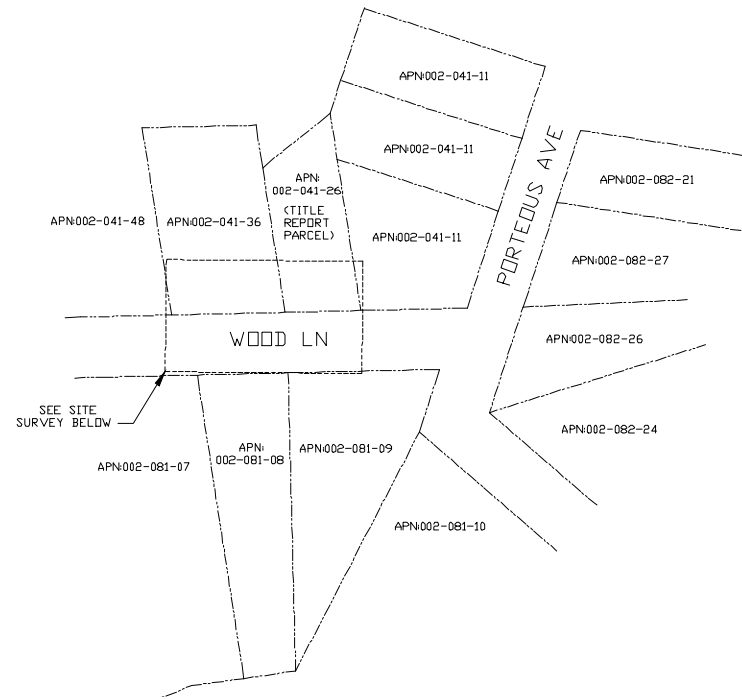 APN:002-041-11
APN:002-041-11
APN:002-041-11
PORTEOUS AVE
APN:002-082-21
APN:002-041-48
APN:002-041-36
APN:
002-041-26
(TITLE
REPORT
PARCEL)
APN:002-082-27
WOOD LN
APN:002-082-26
SEE SITE
SURVEY BELOW
APN:002-082-24
APN:002-081-07
APN:
002-081-08
APN:002-081-09
APN:002-081-10